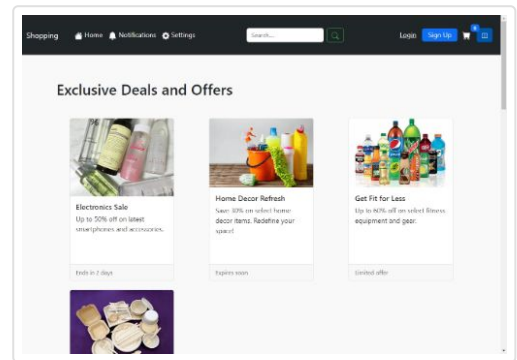 Shopping Home Notifications Settings Search... Login Sign Up
Exclusive Deals and Offers
Electronics Sale
Up to 50% off on latest
smartphones and accessories.
Ends in 2 days
Home Decor Refresh
Save 30% on select home
decor items. Redefine your
space!
Expires soon
Get Fit for Less
Up to 60% off on select fitness
equipment and gear.
Limited offer